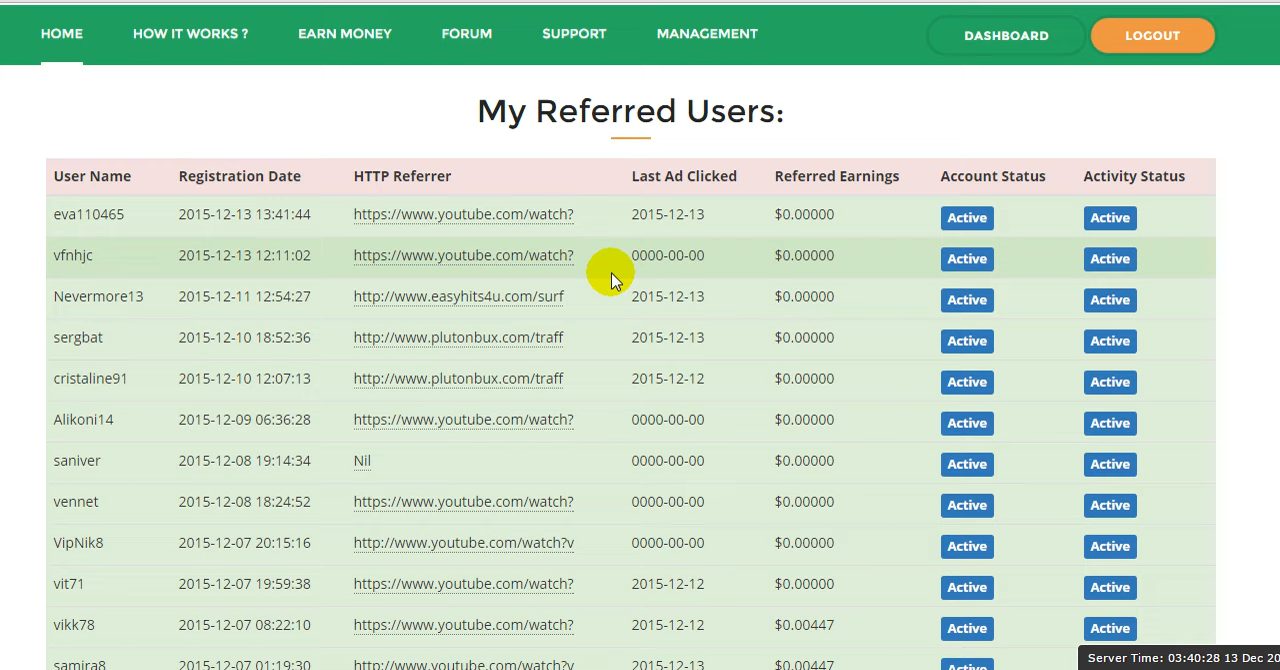 HOME HOW IT WORKS ? EARN MONEY FORUM SUPPORT MANAGEMENT DASHBOARD LOGOUT
My Referred Users:
User Name Registration Date HTTP Referrer Last Ad Clicked Referred Earnings Account Status Activity Status
eva110465 2015-12-13 13:41:44 https://www.youtube.com/watch? 2015-12-13 $0.00000 Active Active
vfnhjc 2015-12-13 12:11:02 https://www.youtube.com/watch? 0000-00-00 $0.00000 Active Active
Nevermore13 2015-12-11 12:54:27 http://www.easyhits4u.com/surf 2015-12-13 $0.00000 Active Active
sergbat 2015-12-10 18:52:36 http://www.plutonbux.com/traff 2015-12-13 $0.00000 Active Active
cristaline91 2015-12-10 12:07:13 http://www.plutonbux.com/traff 2015-12-12 $0.00000 Active Active
Alikoni14 2015-12-09 06:36:28 https://www.youtube.com/watch? 0000-00-00 $0.00000 Active Active
saniver 2015-12-08 19:14:34 Nil 0000-00-00 $0.00000 Active Active
vennet 2015-12-08 18:24:52 https://www.youtube.com/watch? 0000-00-00 $0.00000 Active Active
VipNik8 2015-12-07 20:15:16 http://www.youtube.com/watch?v 0000-00-00 $0.00000 Active Active
vit71 2015-12-07 19:59:38 https://www.youtube.com/watch? 2015-12-12 $0.00000 Active Active
vikk78 2015-12-07 08:22:10 https://www.youtube.com/watch? 2015-12-12 $0.00447 Active Active
samira8 2015-12-07 01:19:30 http://www.youtube.com/watch?v 2015-12-13 $0.00447 Active
Server Time: 03:40:28 13 Dec 20